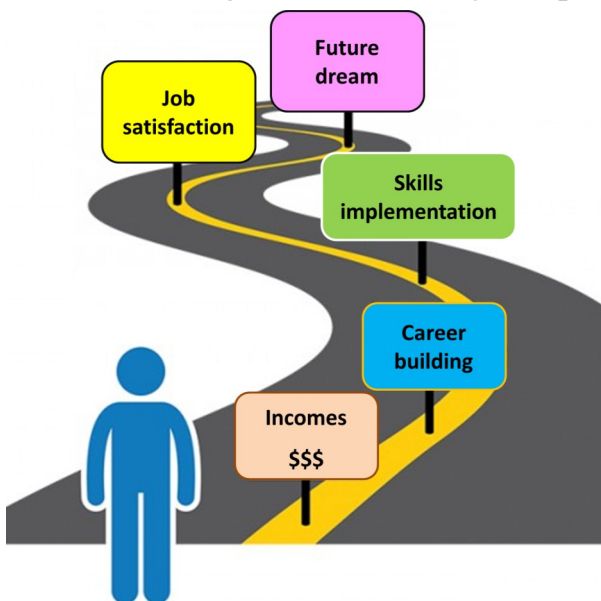 Future
dream
Job
satisfaction
Skills
implementation
Career
building
Incomes
$$$